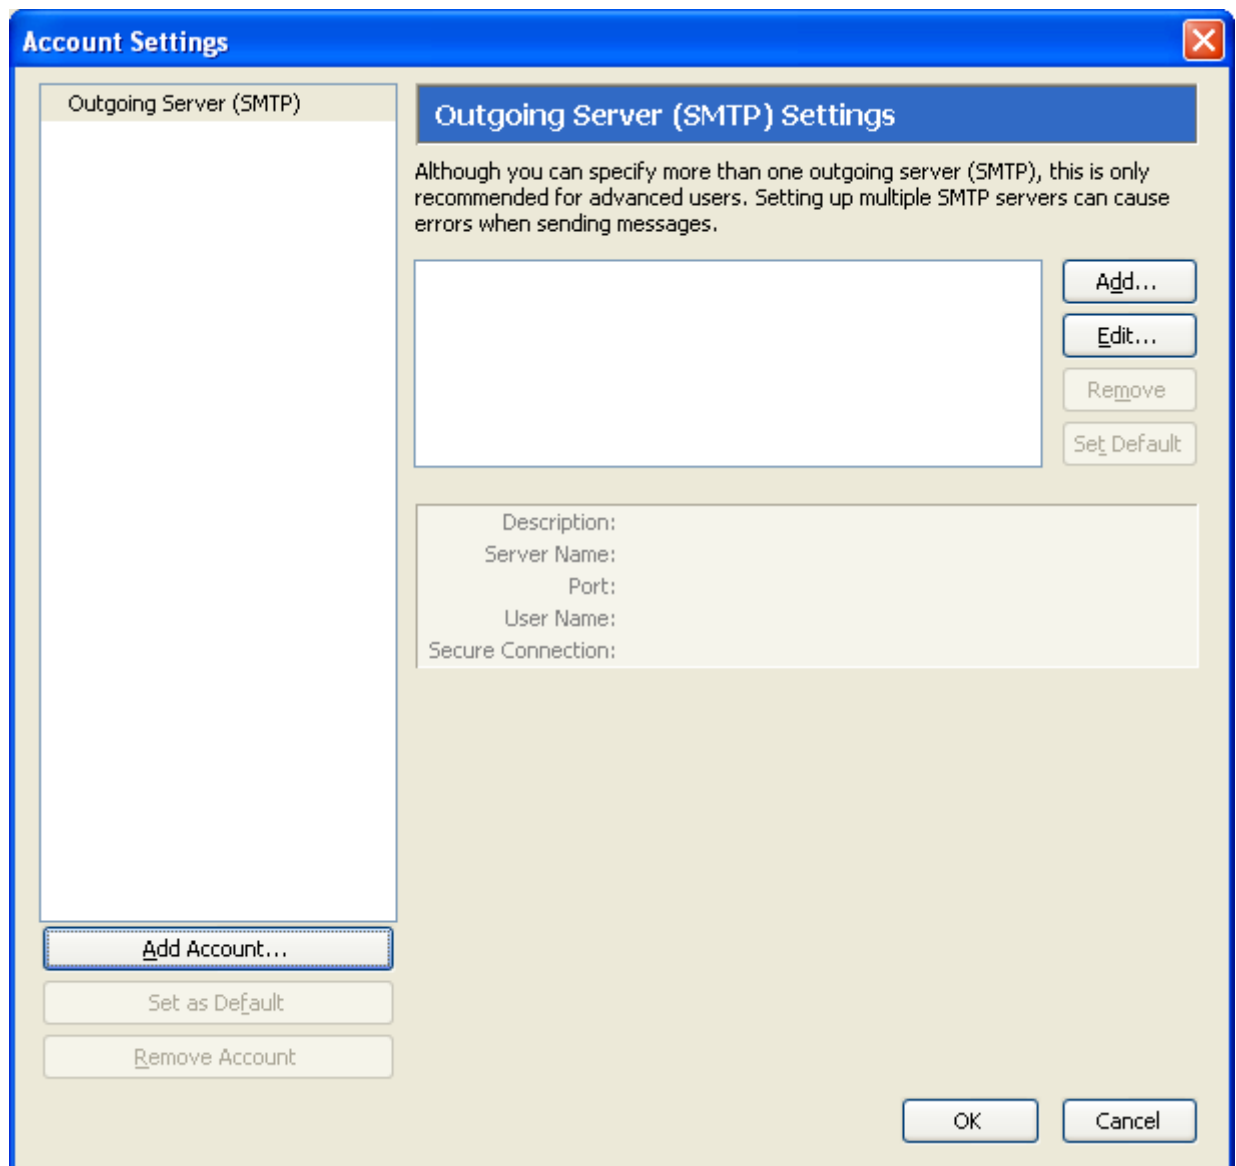 Account Settings
Outgoing Server (SMTP)
Outgoing Server (SMTP) Settings
Although you can specify more than one outgoing server (SMTP), this is only
recommended for advanced users. Setting up multiple SMTP servers can cause
errors when sending messages.
Add...
Edit...
Remove
Set Default
Description:
Server Name:
Port:
User Name:
Secure Connection:
Add Account...
Set as Default
Remove Account
OK
Cancel